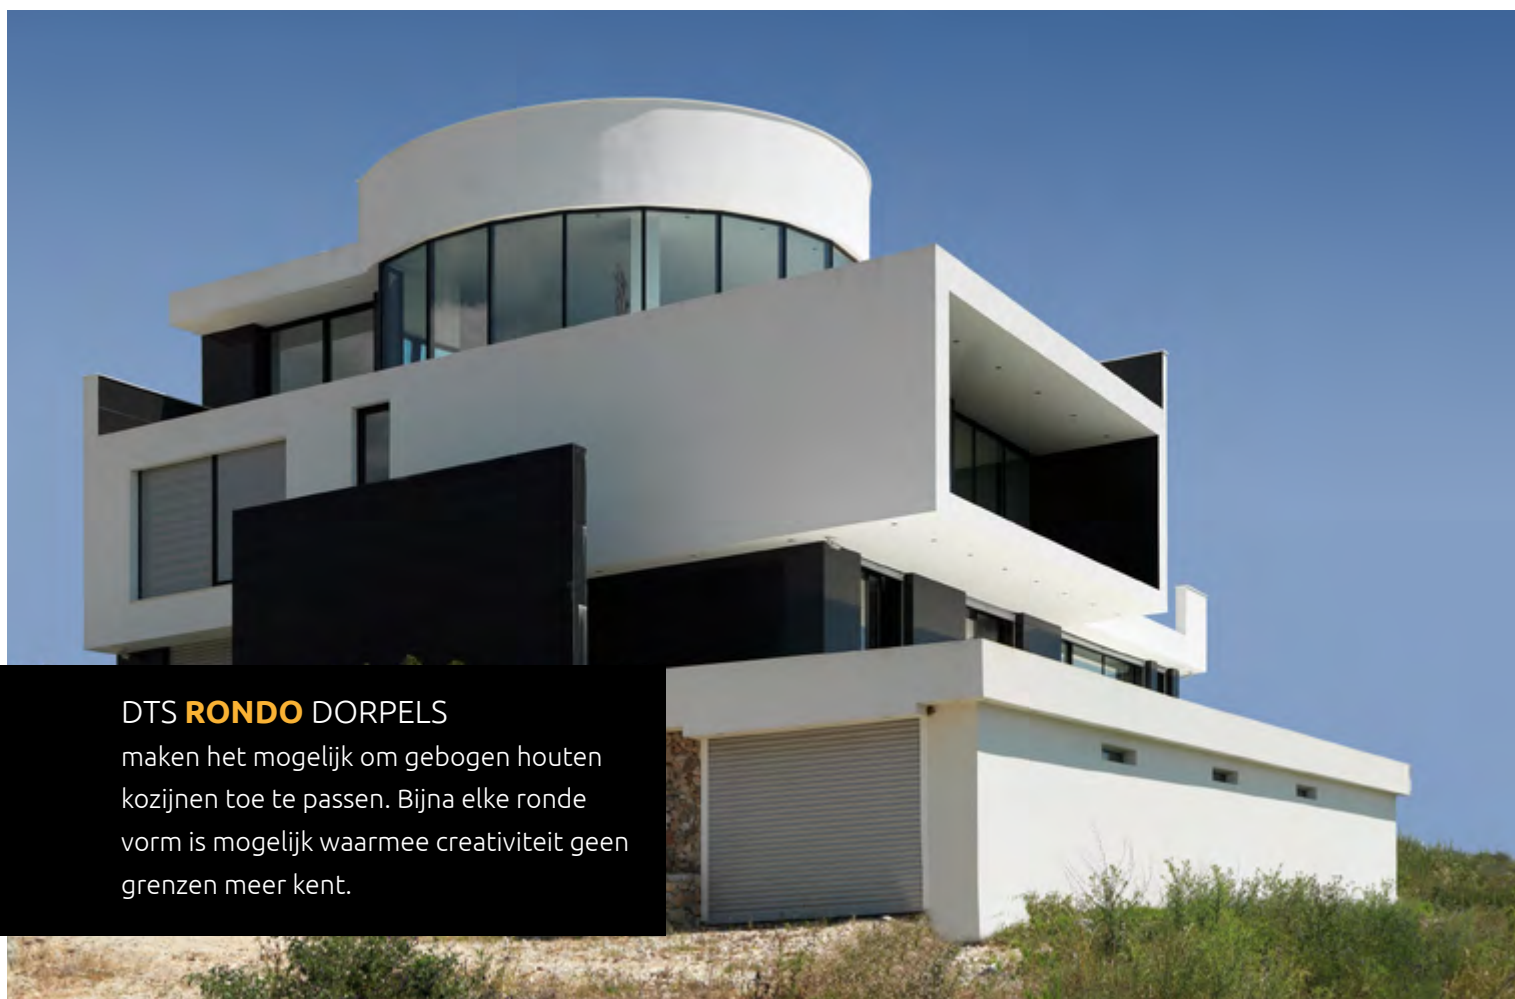 DTS RONDO DORPELS
maken het mogelijk om gebogen houten
kozijnen toe te passen. Bijna elke ronde
vorm is mogelijk waarmee creativiteit geen
grenzen meer kent.